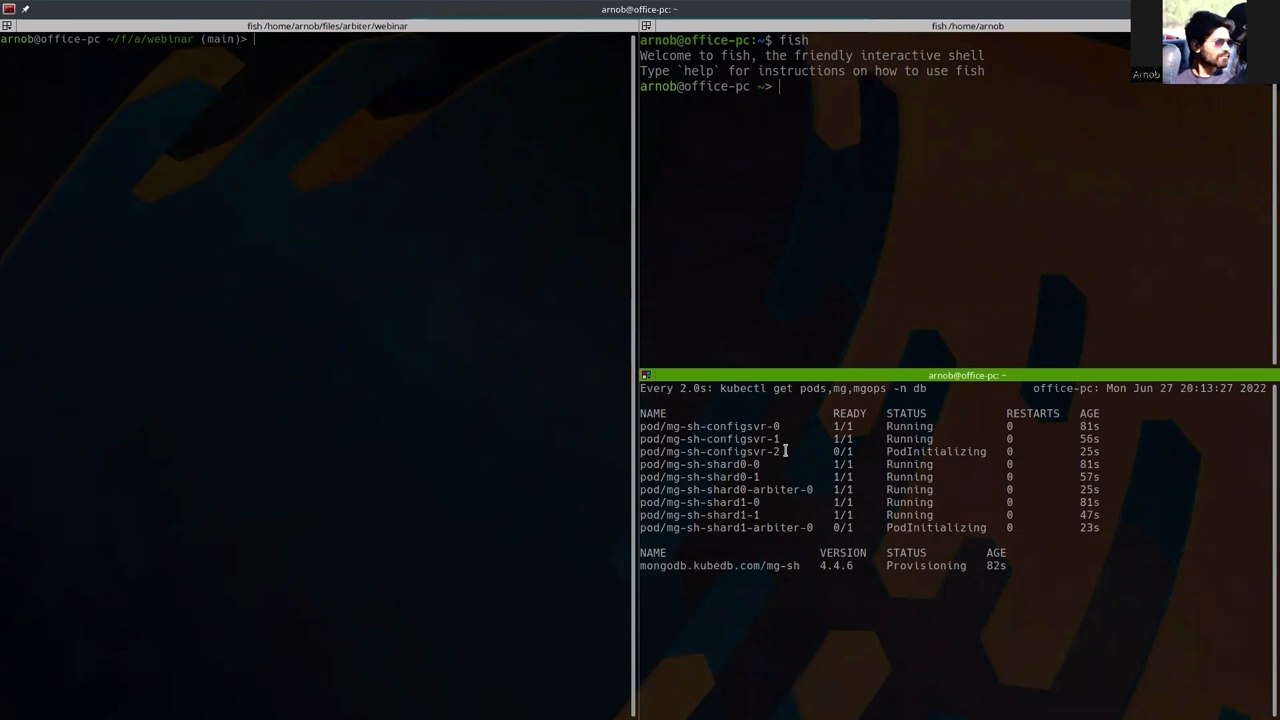 arnob@office-pc: ~
fish /home/arnob/files/arbiter/webinar
arnob@office-pc ~/f/a/webinar (main)>
fish /home/arnob
arnob@office-pc:~$ fish
Welcome to fish, the friendly interactive shell
Type `help` for instructions on how to use fish
arnob@office-pc ~>
Arnob
arnob@office-pc: ~
Every 2.0s: kubectl get pods,mg,mgops -n db office-pc: Mon Jun 27 20:13:27 2022
NAME READY STATUS RESTARTS AGE
pod/mg-sh-configsvr-0 1/1 Running 0 81s
pod/mg-sh-configsvr-1 1/1 Running 0 56s
pod/mg-sh-configsvr-2 0/1 PodInitializing 0 25s
pod/mg-sh-shard0-0 1/1 Running 0 81s
pod/mg-sh-shard0-1 1/1 Running 0 57s
pod/mg-sh-shard0-arbiter-0 1/1 Running 0 25s
pod/mg-sh-shard1-0 1/1 Running 0 81s
pod/mg-sh-shard1-1 1/1 Running 0 47s
pod/mg-sh-shard1-arbiter-0 0/1 PodInitializing 0 23s
NAME VERSION STATUS AGE
mongodb.kubedb.com/mg-sh 4.4.6 Provisioning 82s